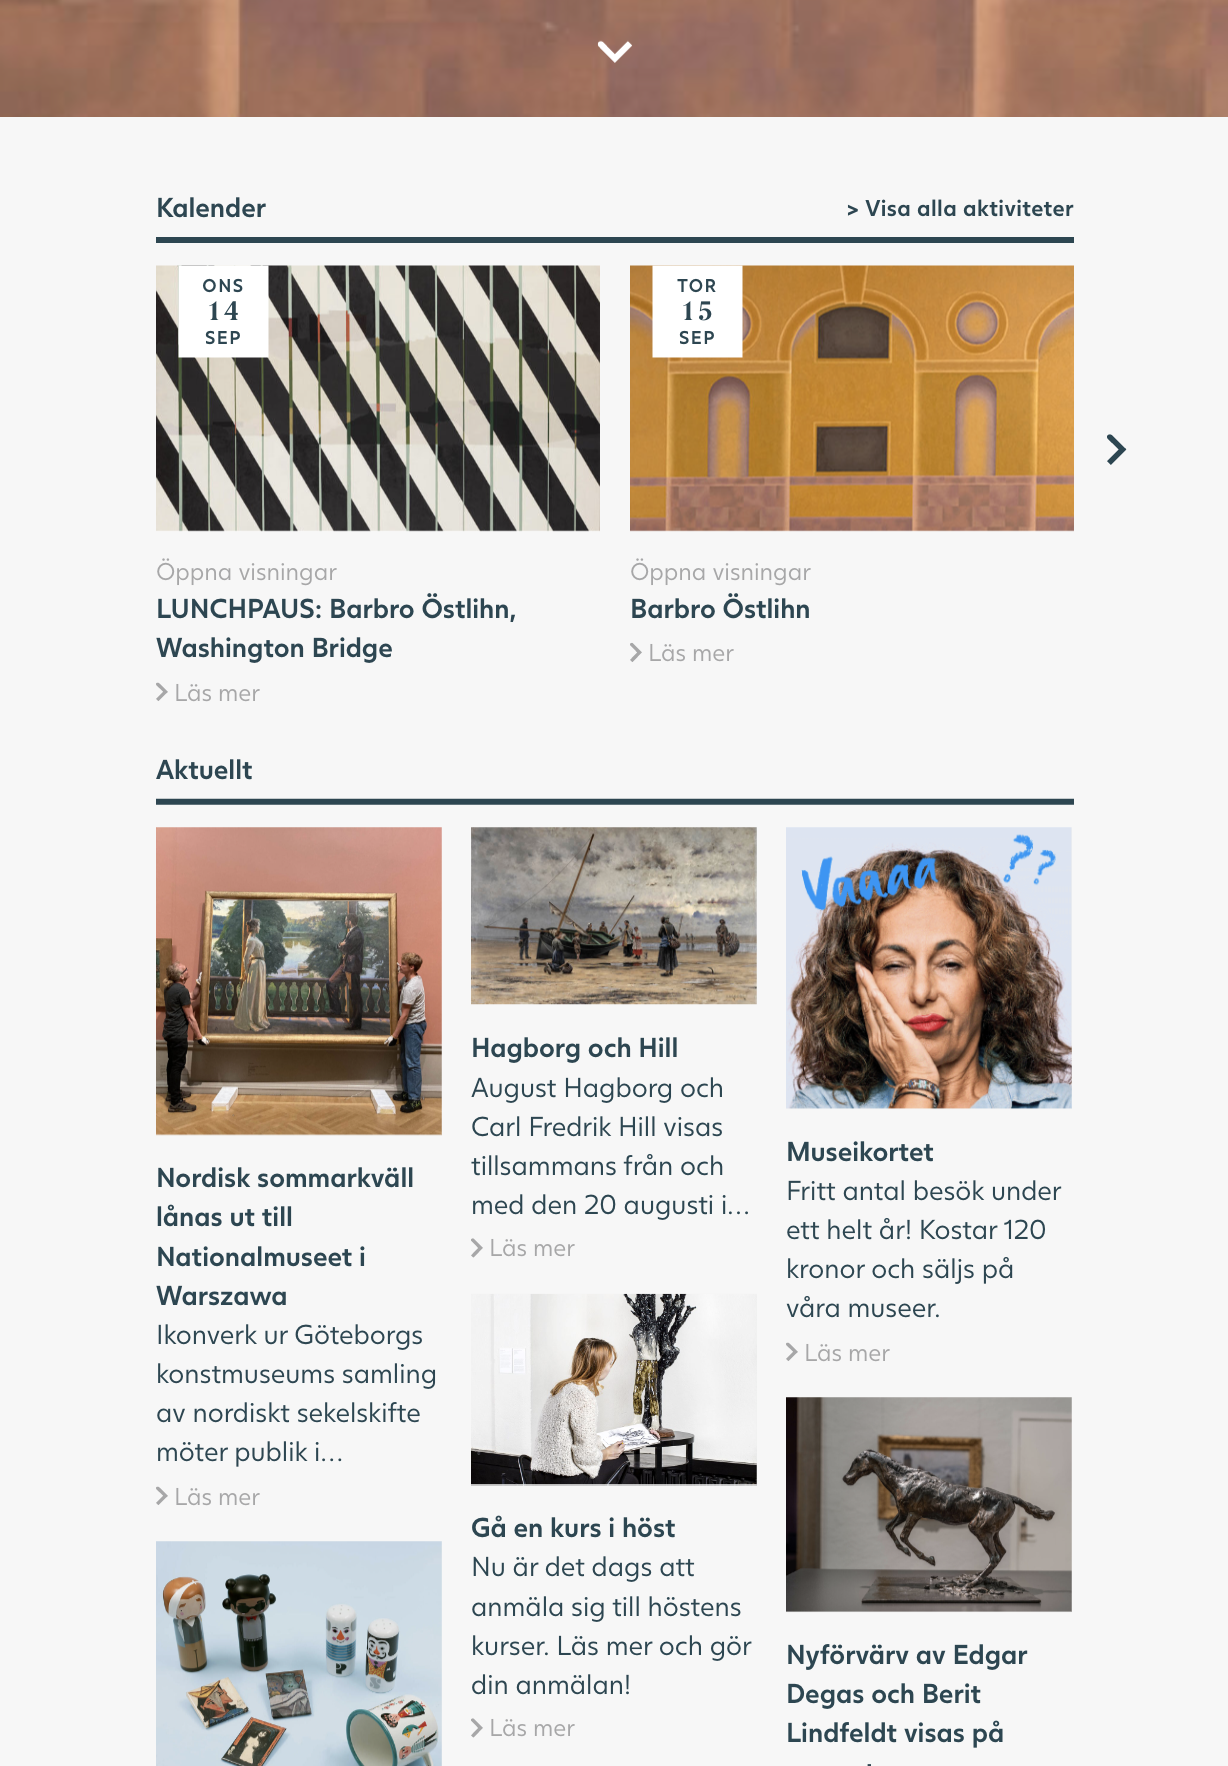 Kalender
> Visa alla aktiviteter
ONS
14
SEP
TOR
15
SEP
Öppna visningar
LUNCHPAUS: Barbro Östlihn,
Washington Bridge
Läs mer
Öppna visningar
Barbro Östlihn
Läs mer
Aktuellt
Nordisk sommarkväll
lånas ut till
Nationalmuseet i
Warszawa
Ikonverk ur Göteborgs
konstmuseums samling
av nordiskt sekelskifte
möter publik i...
Läs mer
Hagborg och Hill
August Hagborg och
Carl Fredrik Hill visas
tillsammans från och
med den 20 augusti i...
Läs mer
Gå en kurs i höst
Nu är det dags att
anmäla sig till höstens
kurser. Läs mer och gör
din anmälan!
Läs mer
Vaaaa ??
Museikortet
Fritt antal besök under
ett helt år! Kostar 120
kronor och säljs på
våra museer.
Läs mer
Nyförvärv av Edgar
Degas och Berit
Lindfeldt visas på